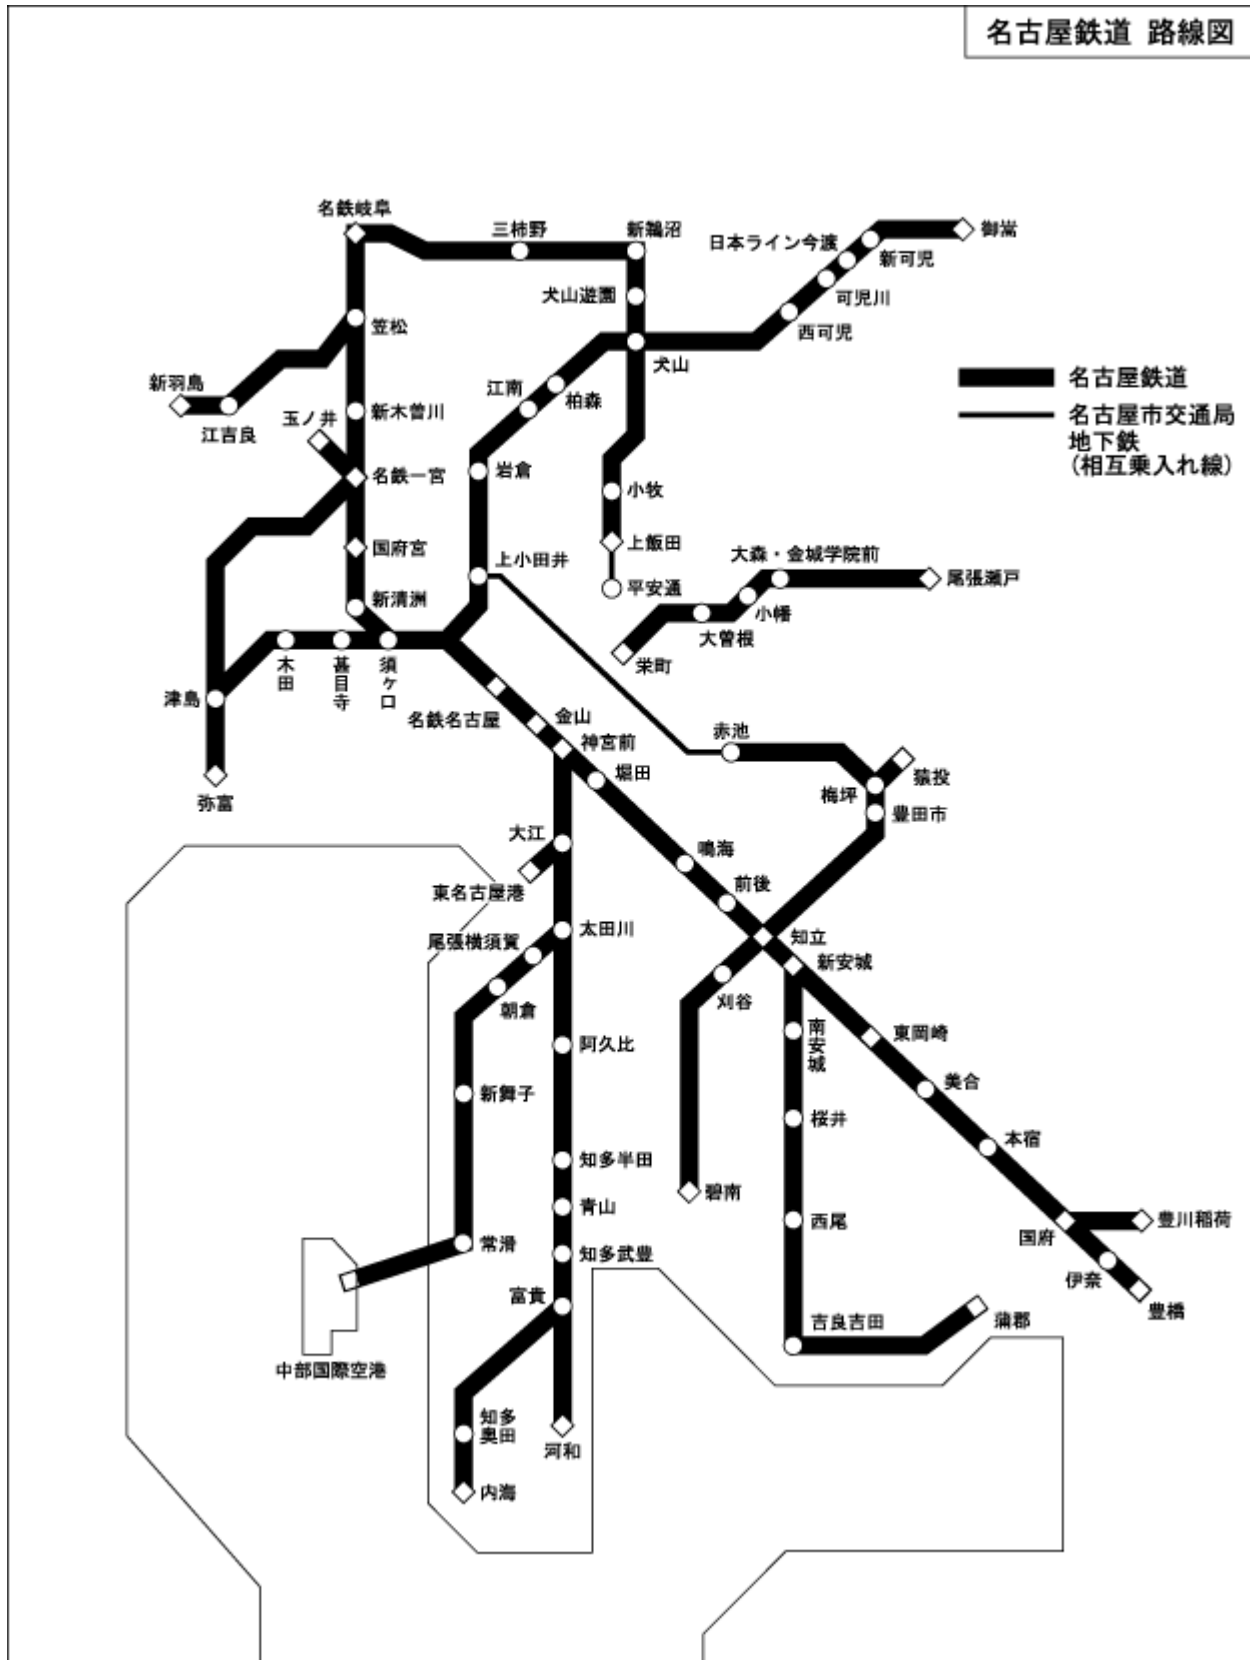 名古屋鉄道 路線図
名鉄岐阜
三柿野
新鵜沼
日本ライン今渡
御嵩
新可児
可児川
西可児
犬山遊園
犬山
笠松
新羽島
江吉良
玉ノ井
新木曽川
江南
柏森
名古屋鉄道
名古屋市交通局
地下鉄
(相互乗入れ線)
名鉄一宮
岩倉
小牧
国府宮
上小田井
上飯田
平安通
大森・金城学院前
尾張瀬戸
小幡
大曽根
栄町
新清洲
木田
甚目寺
須ヶ口
津島
弥富
名鉄名古屋
金山
神宮前
堀田
赤池
猿投
梅坪
豊田市
大江
東名古屋港
鳴海
前後
知立
新安城
太田川
尾張横須賀
朝倉
刈谷
南安城
東岡崎
阿久比
美合
新舞子
桜井
本宿
知多半田
碧南
青山
西尾
国府
豊川稲荷
常滑
知多武豊
伊奈
豊橋
富貴
吉良吉田
蒲郡
中部国際空港
知多
奥田
河和
内海